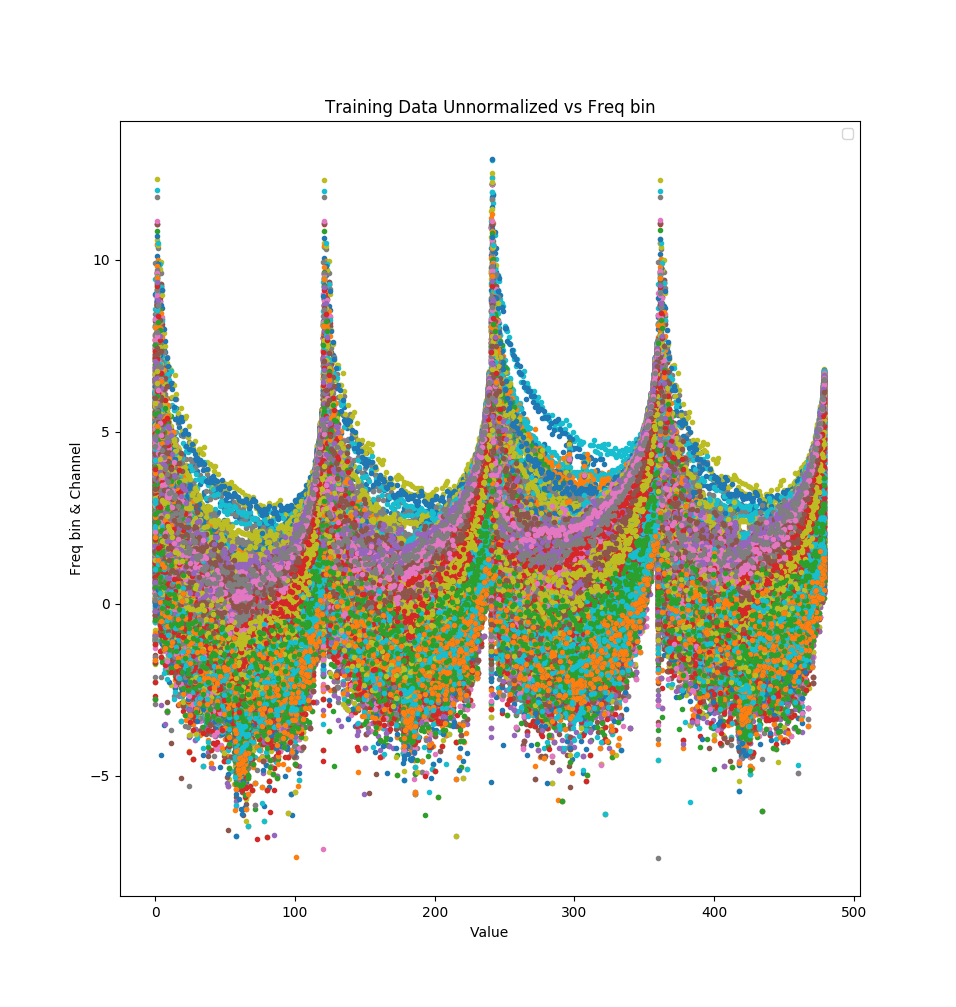 Training Data Unnormalized vs Freq bin
10
5
0
−5
Freq bin & Channel
0 100 200 300 400 500
Value